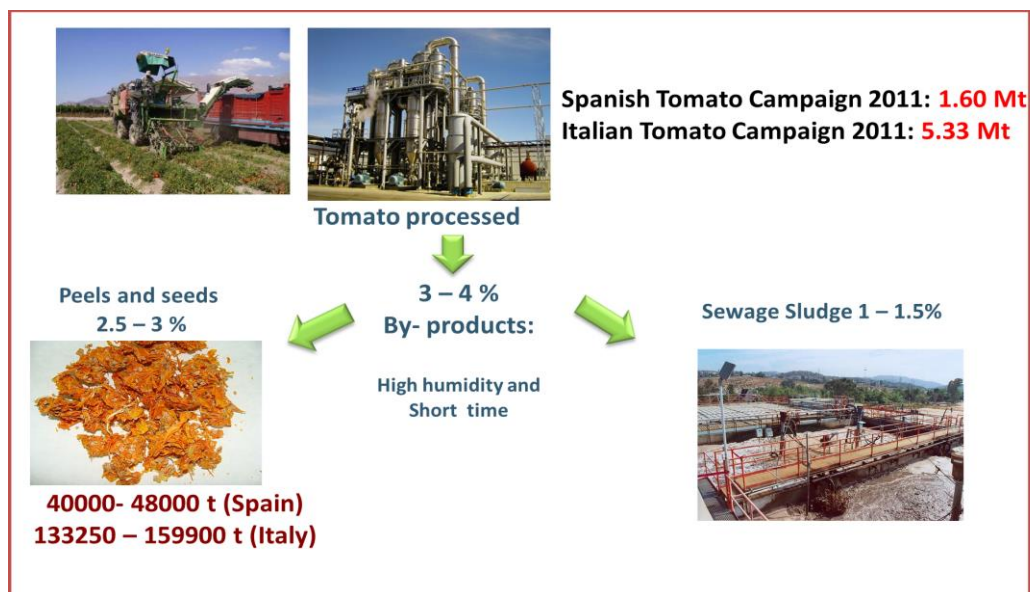 Spanish Tomato Campaign 2011: 1.60 Mt
Italian Tomato Campaign 2011: 5.33 Mt
Tomato processed
3 – 4 %
By- products:
High humidity and
Short time
Peels and seeds
2.5 – 3 %
40000- 48000 t (Spain)
133250 – 159900 t (Italy)
Sewage Sludge 1 – 1.5%